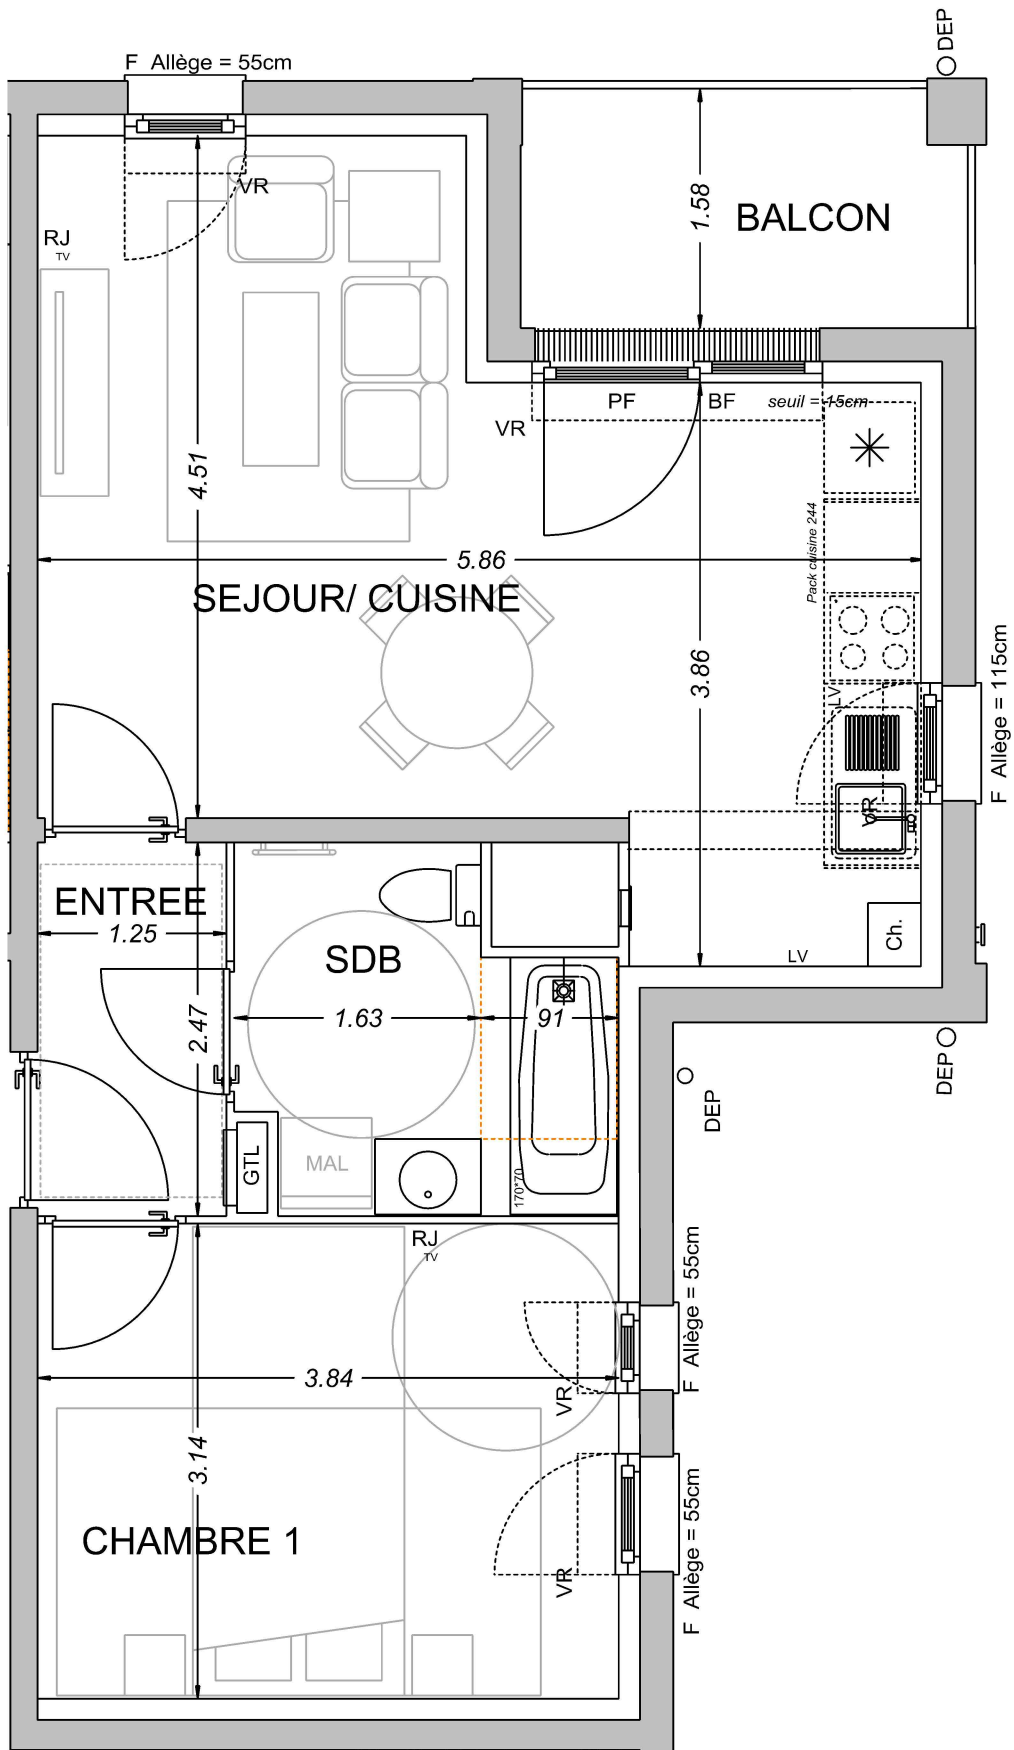 DEP
F Allège = 55cm
VR
RJ
TV
1.58
BALCON
PF
BF
seuil = 15cm
VR
4.51
Pack cuisine 244
5.86
SEJOUR/ CUISINE
3.86
F Allège = 115cm
LV
VR
ENTREE
1.25
SDB
Ch.
LV
2.47
1.63
91
DEP
DEP
GTL
MAL
170*70
RJ
TV
F Allège = 55cm
3.84
VR
3.14
F Allège = 55cm
CHAMBRE 1
VR